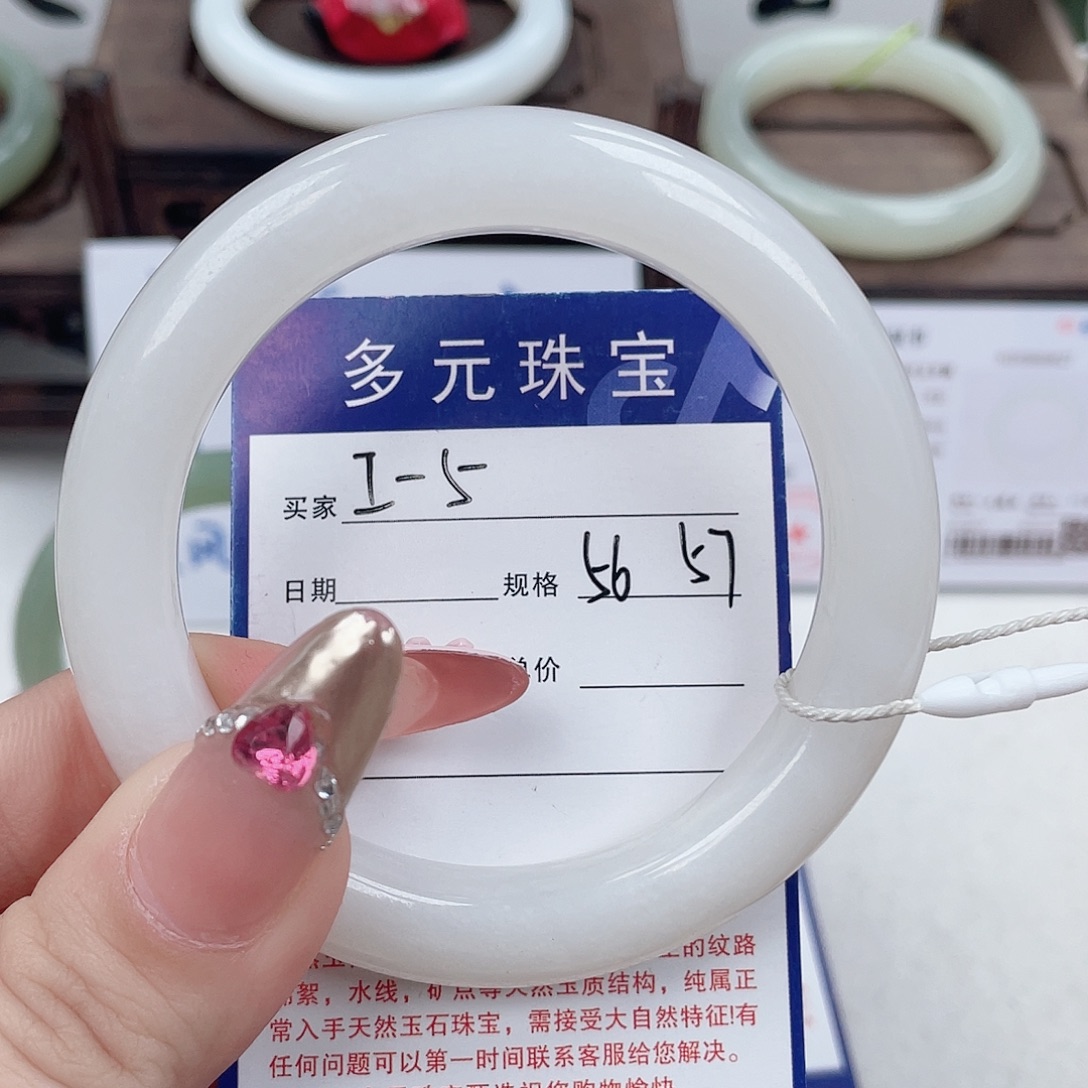 多元珠宝
买家 I-5
日期 规格 56 57
价
的纹路
絮，水线，矿点等天然玉质结构，纯属正
常入手天然玉石珠宝，需接受大自然特征!有
任何问题可以第一时间联系客服给您解决。